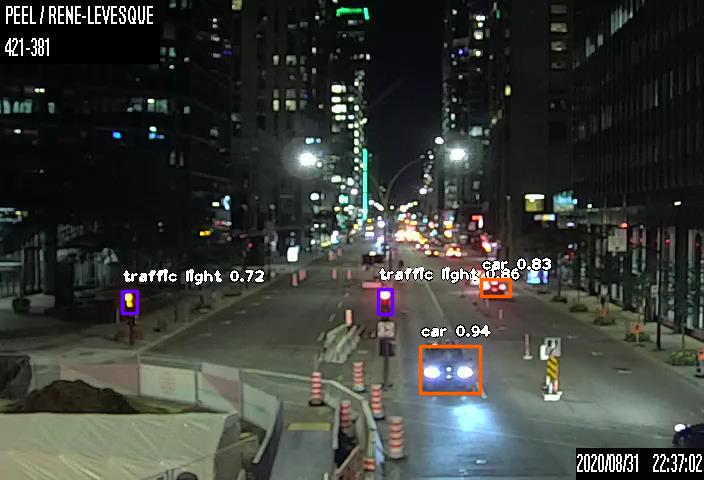 PEEL / RENE-LEVESQUE
421-381
car 0.83
traffic light 0.72
traffic light 0.86
car 0.94
2020/08/31 22:37:02